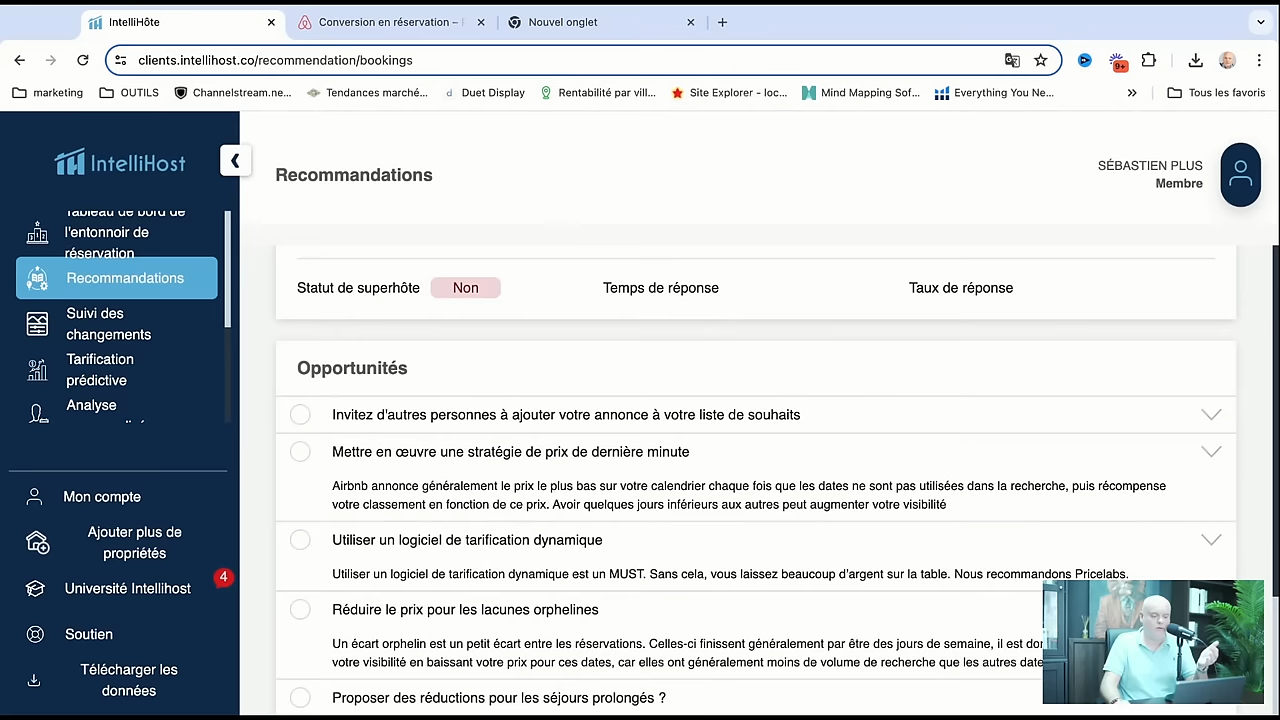 IntelliHôte
Conversion en réservation –
Nouvel onglet
clients.intellihost.co/recommendation/bookings
9+
marketing
OUTILS
Channelstream.ne...
Tendances marché...
Duet Display
Rentabilité par vill...
Site Explorer - loc...
Mind Mapping Sof...
Everything You Ne...
Tous les favoris
IntelliHost
Recommandations
SÉBASTIEN PLUS
Membre
Tableau de bord de
l'entonnoir de
réservation
Recommandations
Suivi des
changements
Tarification
prédictive
Analyse
Mon compte
Ajouter plus de
propriétés
Université Intellihost
4
Soutien
Télécharger les
données
Statut de superhôte Non Temps de réponse Taux de réponse
Opportunités
Invitez d'autres personnes à ajouter votre annonce à votre liste de souhaits
Mettre en œuvre une stratégie de prix de dernière minute
Airbnb annonce généralement le prix le plus bas sur votre calendrier chaque fois que les dates ne sont pas utilisées dans la recherche, puis récompense
votre classement en fonction de ce prix. Avoir quelques jours inférieurs aux autres peut augmenter votre visibilité
Utiliser un logiciel de tarification dynamique
Utiliser un logiciel de tarification dynamique est un MUST. Sans cela, vous laissez beaucoup d'argent sur la table. Nous recommandons Pricelabs.
Réduire le prix pour les lacunes orphelines
Un écart orphelin est un petit écart entre les réservations. Celles-ci finissent généralement par être des jours de semaine, il est
votre visibilité en baissant votre prix pour ces dates, car elles ont généralement moins de volume de recherche que les autres
Proposer des réductions pour les séjours prolongés ?